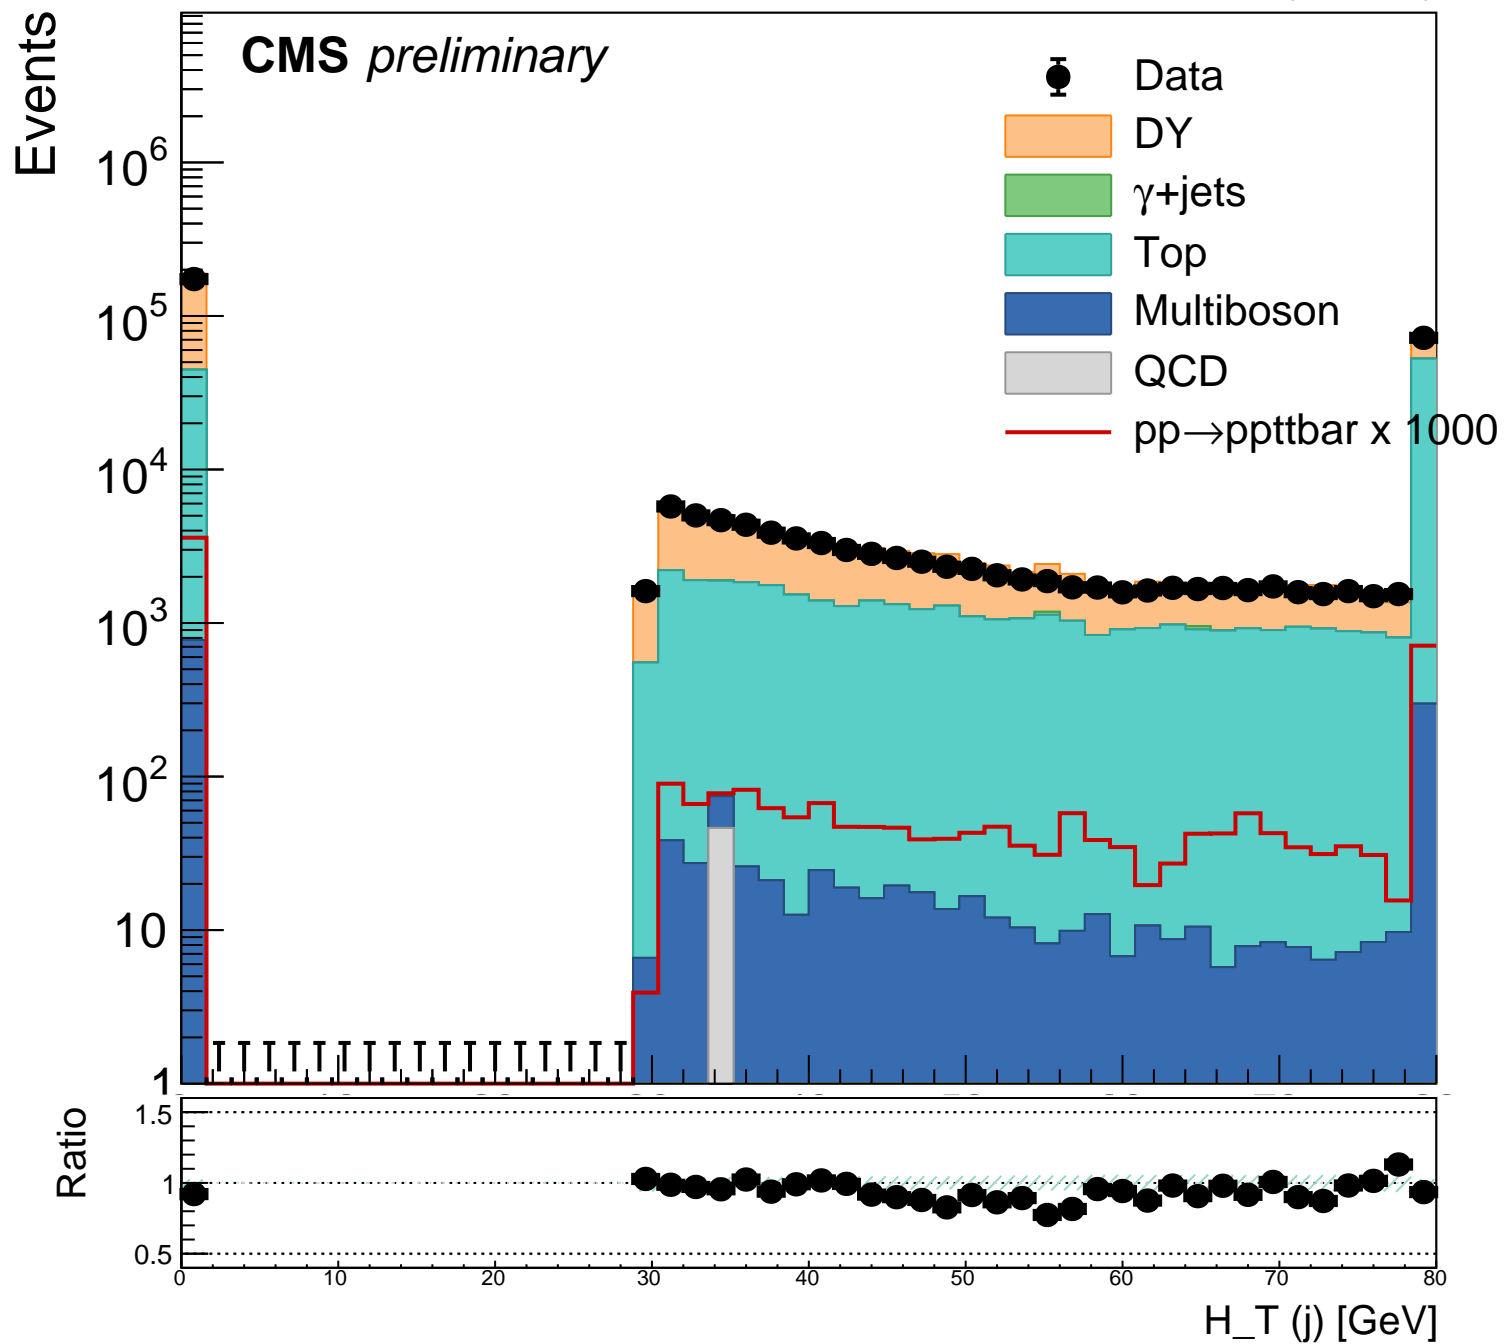 CMS preliminary
Events
Data
DY
γ+jets
Top
Multiboson
QCD
pp→ppttbar x 1000
10^6
10^5
10^4
10^3
10^2
10
1
Ratio
1.5
1
0.5
0 10 20 30 40 50 60 70 80
H_T (j) [GeV]